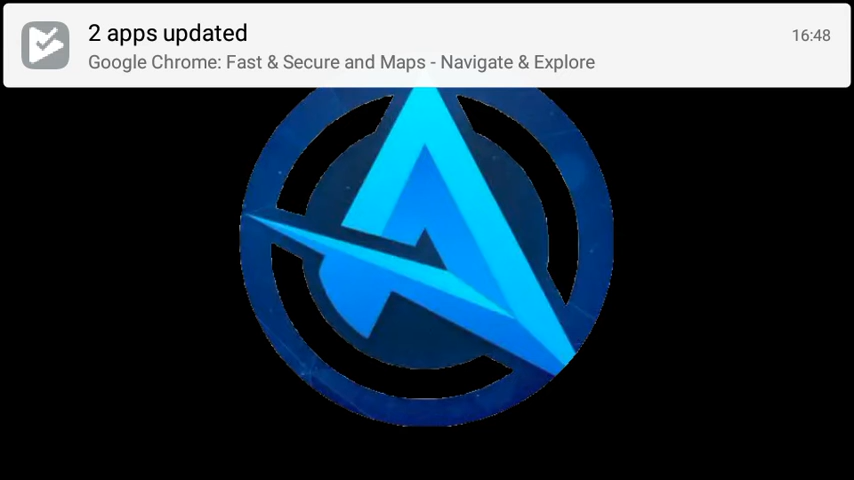 2 apps updated
16:48
Google Chrome: Fast & Secure and Maps - Navigate & Explore